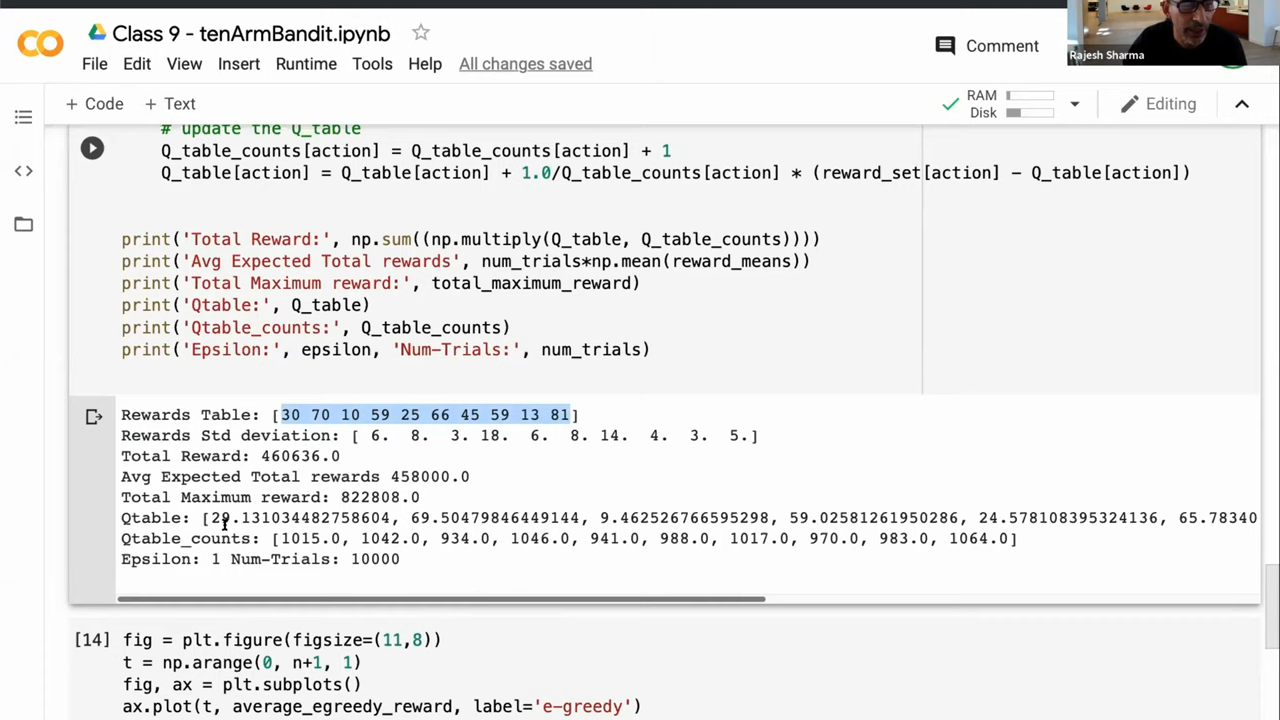 Class 9 - tenArmBandit.ipynb
File Edit View Insert Runtime Tools Help All changes saved
Comment
Rajesh Sharma
+ Code + Text
RAM
Disk
Editing
# update the Q_table
Q_table_counts[action] = Q_table_counts[action] + 1
Q_table[action] = Q_table[action] + 1.0/Q_table_counts[action] * (reward_set[action] - Q_table[action])
print('Total Reward:', np.sum((np.multiply(Q_table, Q_table_counts))))
print('Avg Expected Total rewards', num_trials*np.mean(reward_means))
print('Total Maximum reward:', total_maximum_reward)
print('Qtable:', Q_table)
print('Qtable_counts:', Q_table_counts)
print('Epsilon:', epsilon, 'Num-Trials:', num_trials)
Rewards Table: [30 70 10 59 25 66 45 59 13 81]
Rewards Std deviation: [ 6. 8. 3. 18. 6. 8. 14. 4. 3. 5.]
Total Reward: 460636.0
Avg Expected Total rewards 458000.0
Total Maximum reward: 822808.0
Qtable: [29.131034482758604, 69.50479846449144, 9.462526766595298, 59.02581261950286, 24.578108395324136, 65.78340
Qtable_counts: [1015.0, 1042.0, 934.0, 1046.0, 941.0, 988.0, 1017.0, 970.0, 983.0, 1064.0]
Epsilon: 1 Num-Trials: 10000
[14] fig = plt.figure(figsize=(11,8))
t = np.arange(0, n+1, 1)
fig, ax = plt.subplots()
ax.plot(t, average_egreedy_reward, label='e-greedy')